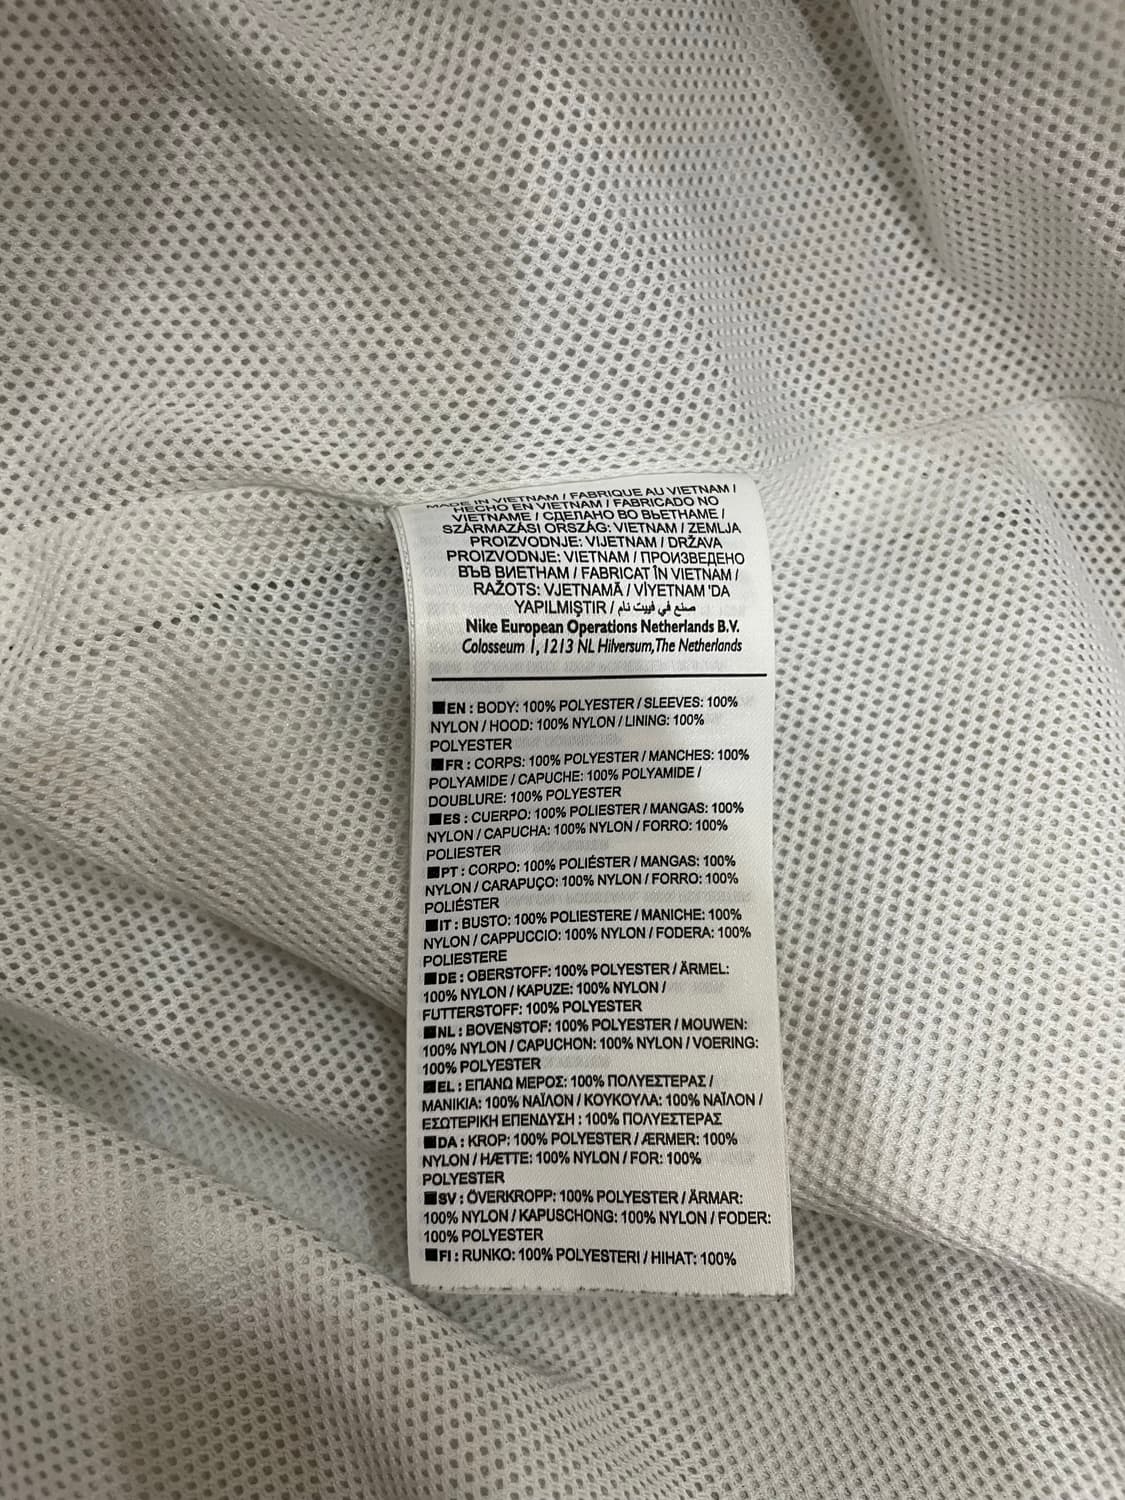 MADE IN VIETNAM / FABRIQUE AU VIETNAM /
HECHO EN VIETNAM / FABRICADO NO
VIETNAME / СДЕЛАНО ВО ВЬЕТНАМЕ /
SZÁRMAZÁSI ORSZÁG: VIETNAM / ZEMLJA
PROIZVODNJE: VIJETNAM / DRŽAVA
PROIZVODNJE: VIETNAM / ПРОИЗВЕДЕНО
ВЪВ ВИЕТНАМ / FABRICAT ÎN VIETNAM /
RAŽOTS: VJETNAMĀ / VİYETNAM 'DA
YAPILMIŞTIR / صنع في فييت نام
Nike European Operations Netherlands B.V.
Colosseum 1, 1213 NL Hilversum, The Netherlands
■ EN : BODY: 100% POLYESTER / SLEEVES: 100%
NYLON / HOOD: 100% NYLON / LINING: 100%
POLYESTER
■ FR : CORPS: 100% POLYESTER / MANCHES: 100%
POLYAMIDE / CAPUCHE: 100% POLYAMIDE /
DOUBLURE: 100% POLYESTER
■ ES : CUERPO: 100% POLIESTER / MANGAS: 100%
NYLON / CAPUCHA: 100% NYLON / FORRO: 100%
POLIESTER
■ PT : CORPO: 100% POLIÉSTER / MANGAS: 100%
NYLON / CARAPUÇO: 100% NYLON / FORRO: 100%
POLIÉSTER
■ IT : BUSTO: 100% POLIESTERE / MANICHE: 100%
NYLON / CAPPUCCIO: 100% NYLON / FODERA: 100%
POLIESTERE
■ DE : OBERSTOFF: 100% POLYESTER / ÄRMEL:
100% NYLON / KAPUZE: 100% NYLON /
FUTTERSTOFF: 100% POLYESTER
■ NL : BOVENSTOF: 100% POLYESTER / MOUWEN:
100% NYLON / CAPUCHON: 100% NYLON / VOERING:
100% POLYESTER
■ EL : ΕΠΑΝΩ ΜΕΡΟΣ: 100% ΠΟΛΥΕΣΤΕΡΑΣ /
ΜΑΝΙΚΙΑ: 100% ΝΑΪΛΟΝ / ΚΟΥΚΟΥΛΑ: 100% ΝΑΪΛΟΝ /
ΕΣΩΤΕΡΙΚΗ ΕΠΕΝΔΥΣΗ : 100% ΠΟΛΥΕΣΤΕΡΑΣ
■ DA : KROP: 100% POLYESTER / ÆRMER: 100%
NYLON / HÆTTE: 100% NYLON / FOR: 100%
POLYESTER
■ SV : ÖVERKROPP: 100% POLYESTER / ÄRMAR:
100% NYLON / KAPUSCHONG: 100% NYLON / FODER:
100% POLYESTER
■ FI : RUNKO: 100% POLYESTERI / HIHAT: 100%